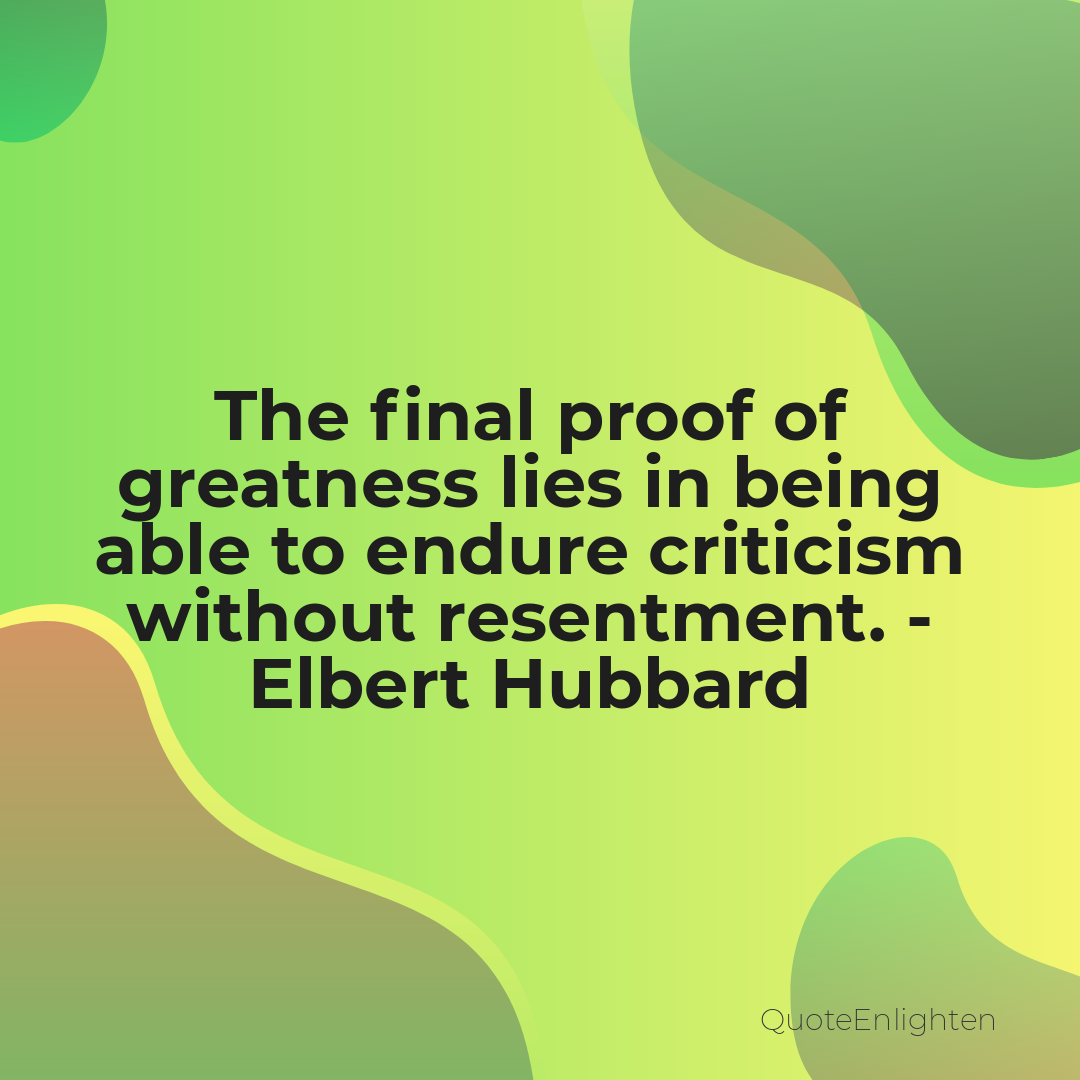 The final proof of
greatness lies in being
able to endure criticism
without resentment. -
Elbert Hubbard
QuoteEnlighten